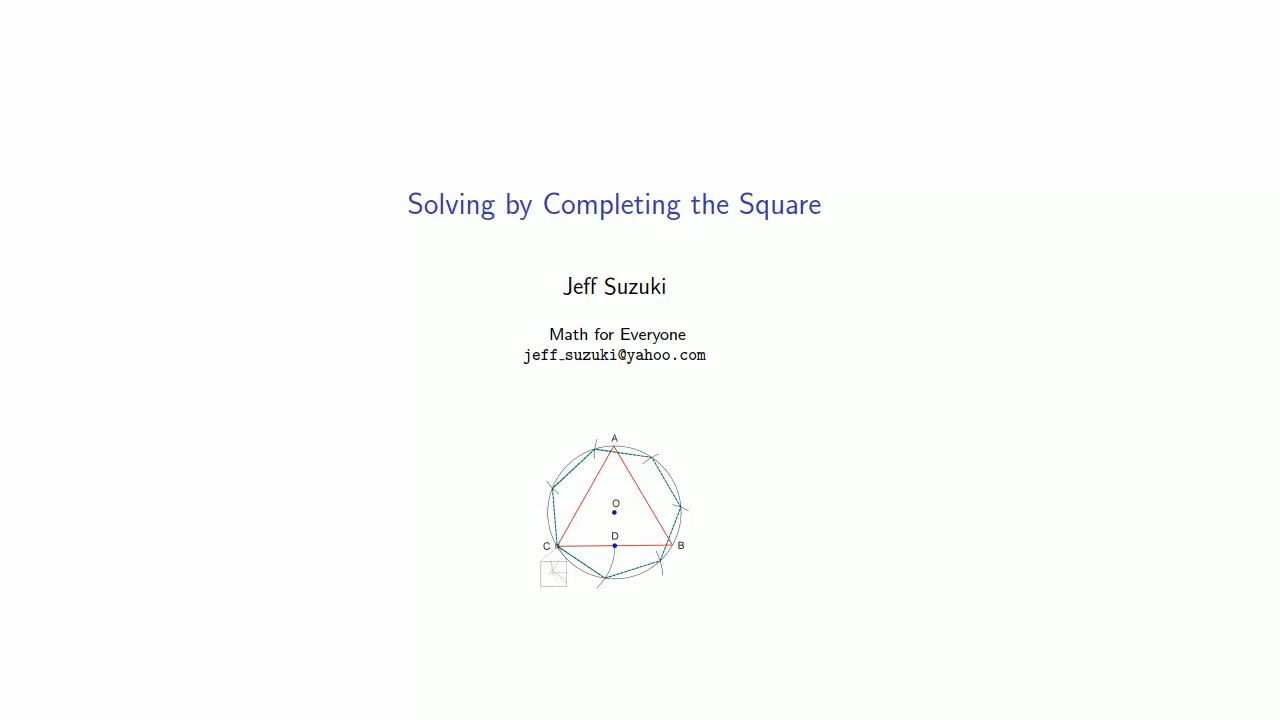 Solving by Completing the Square
Jeff Suzuki
Math for Everyone
jeff_suzuki@yahoo.com
A
O
D
C
B